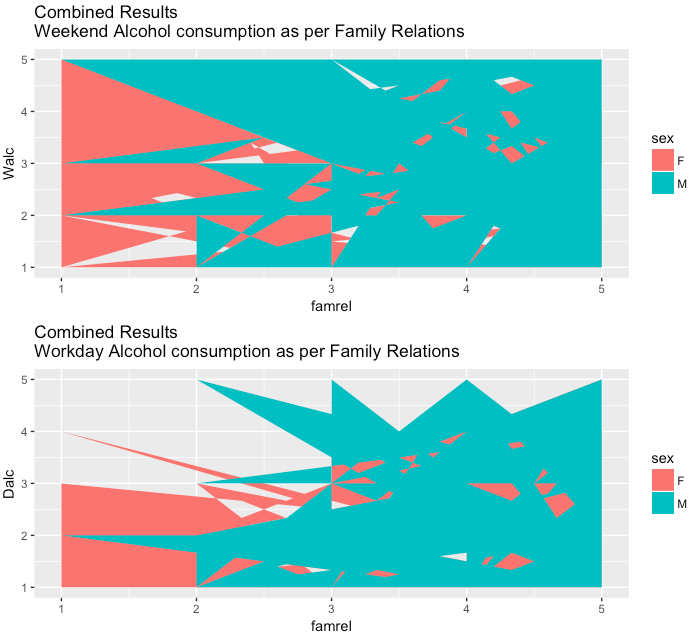 Combined Results
Weekend Alcohol consumption as per Family Relations
5
4
3
2
1
Walc
1 2 3 4 5
famrel
sex
F
M
Combined Results
Workday Alcohol consumption as per Family Relations
5
4
3
2
1
Dalc
1 2 3 4 5
famrel
sex
F
M